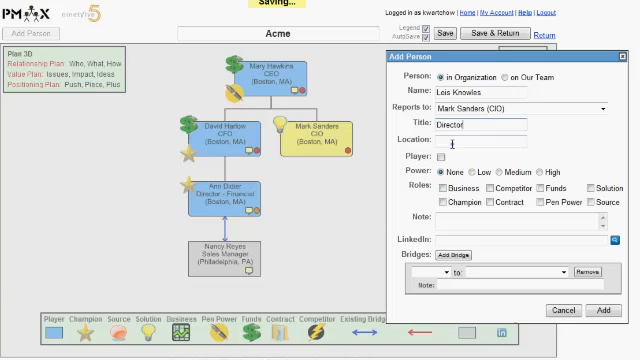 Saving...
PMAX
ninetyfive 5
Logged in as kwartchow | Home | My Account | Help | Logout
Add Person
Acme
Legend
AutoSave
Save
Save & Return
Return
Plan 3D
Relationship Plan: Who, What, How
Value Plan: Issues, Impact, Ideas
Positioning Plan: Push, Piece, Plus
Mary Hawkins
CEO
(Boston, MA)
David Harlow
CFO
(Boston, MA)
Mark Sanders
(CIO)
(Boston, MA)
Ann Didier
Director - Financial
(Boston, MA)
Nancy Reyes
Sales Manager
(Philadelphia, PA)
Add Person
Person: in Organization on our Team
Name: Lois Knowles
Reports to: Mark Sanders (CIO)
Title: Director
Location:
Player:
Power: None Low Medium High
Roles: Business Competitor Funds Solution
Champion Contract Pen Power Source
Note:
LinkedIn:
Bridges: Add Bridge
to: Remove
Note:
Cancel
Add
Player Champion Source Solution Business Pen Power Funds Contract Competitor Existing Bridge